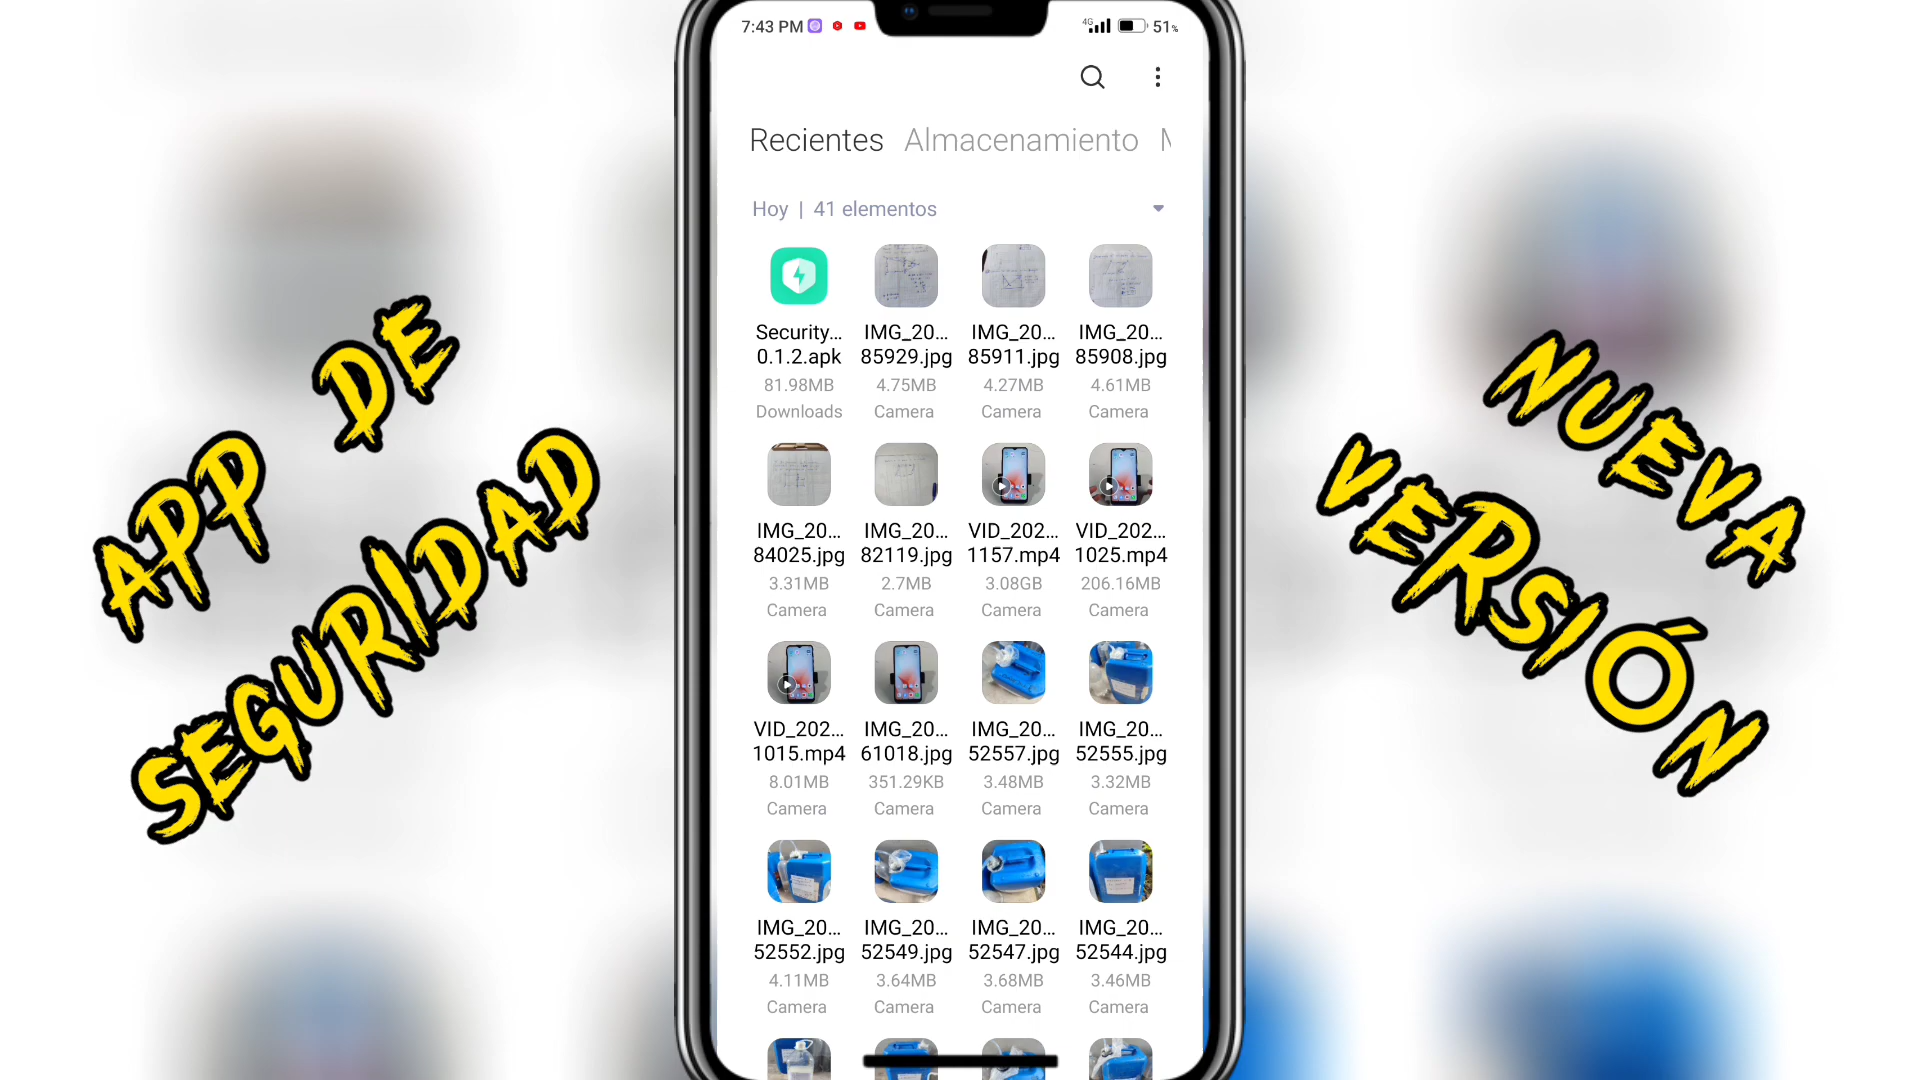 7:43 PM
4G
51%
Recientes Almacenamiento M
Hoy | 41 elementos
Security... IMG_20... IMG_20... IMG_20...
0.1.2.apk 85929.jpg 85911.jpg 85908.jpg
81.98MB 4.75MB 4.27MB 4.61MB
Downloads Camera Camera Camera
IMG_20... IMG_20... VID_202... VID_202...
84025.jpg 82119.jpg 1157.mp4 1025.mp4
3.31MB 2.7MB 3.08GB 206.16MB
Camera Camera Camera Camera
VID_202... IMG_20... IMG_20... IMG_20...
1015.mp4 61018.jpg 52557.jpg 52555.jpg
8.01MB 351.29KB 3.48MB 3.32MB
Camera Camera Camera Camera
IMG_20... IMG_20... IMG_20... IMG_20...
52552.jpg 52549.jpg 52547.jpg 52544.jpg
4.11MB 3.64MB 3.68MB 3.46MB
Camera Camera Camera Camera
APP DE
SEGURIDAD
NUEVA
VERSIÓN